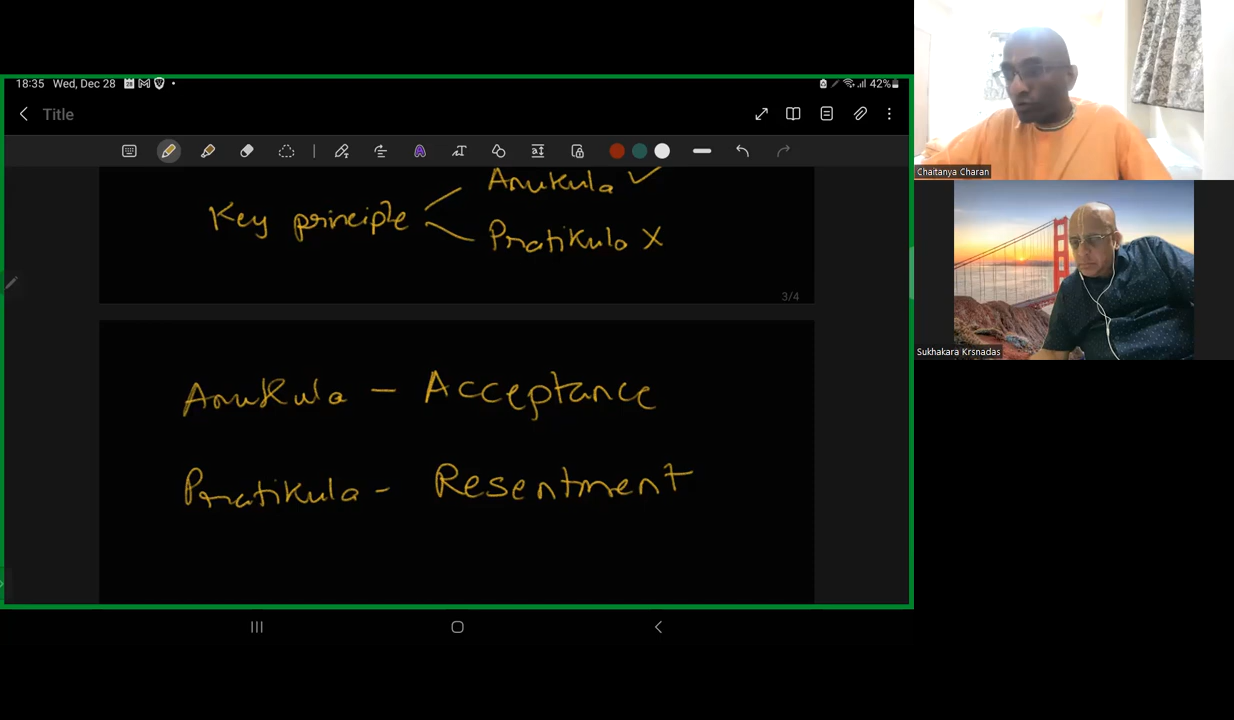 18:35 Wed, Dec 28
42%
Title
Key principle
Anukula ✓
Pratikula X
3/4
Anukula - Acceptance
Pratikula - Resentment
Chaitanya Charan
Sukhakara Krsnadas